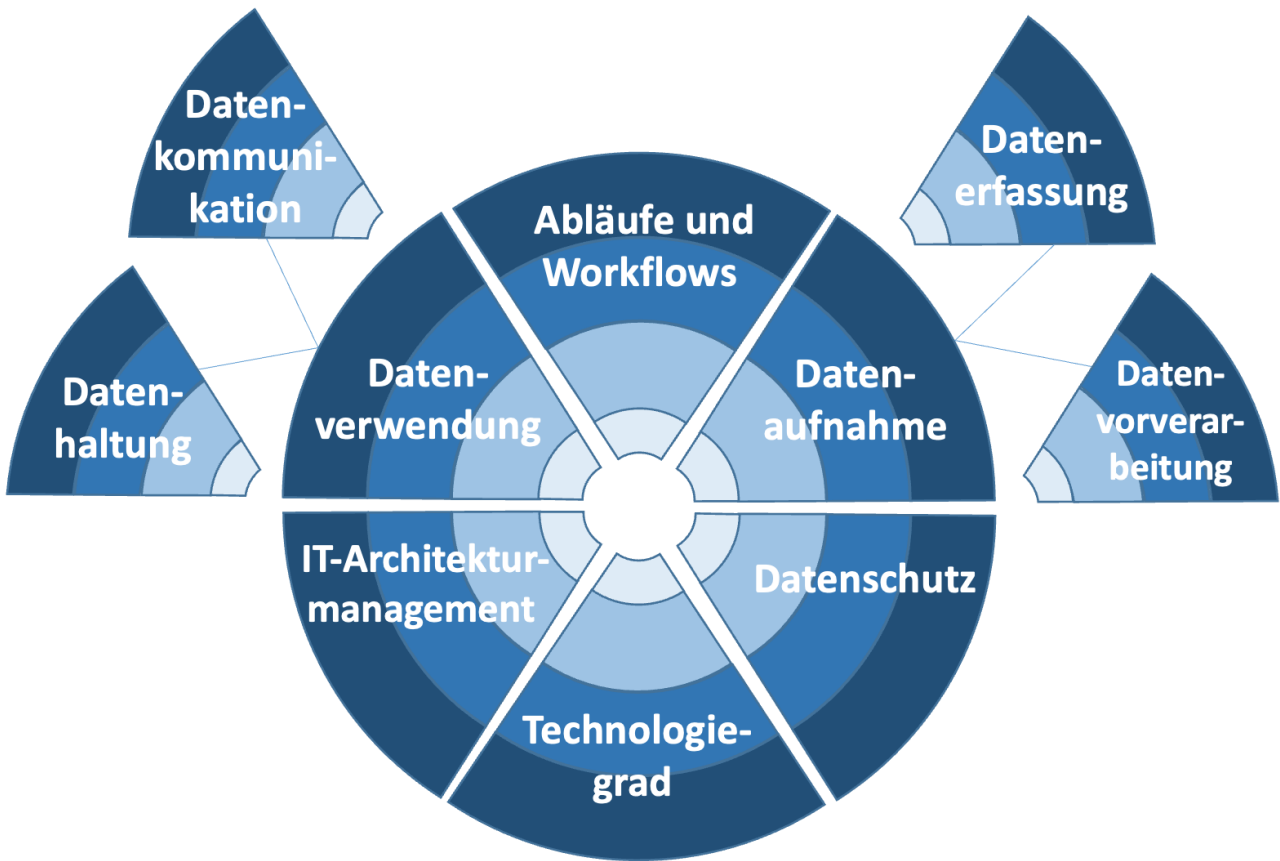 Daten-
kommuni-
kation
Daten-
erfassung
Abläufe und
Workflows
Daten-
haltung
Daten-
verwendung
Daten-
aufnahme
Daten-
vorverar-
beitung
IT-Architektur-
management
Datenschutz
Technologie-
grad